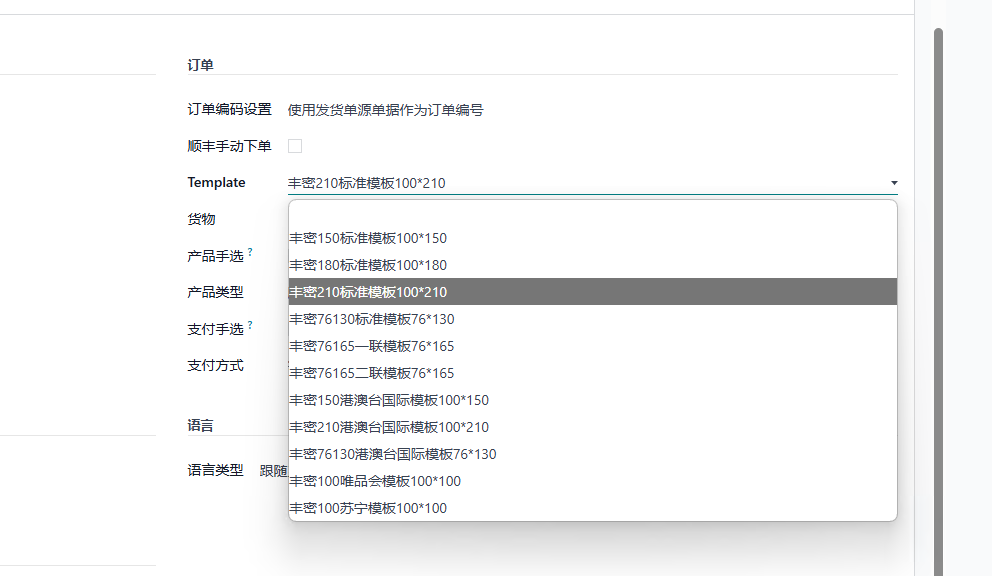 订单
订单编码设置 使用发货单源单据作为订单编号
顺丰手动下单
Template 丰密210标准模板100*210
货物
产品手选 ?
产品类型
支付手选 ?
支付方式
丰密150标准模板100*150
丰密180标准模板100*180
丰密210标准模板100*210
丰密76130标准模板76*130
丰密76165一联模板76*165
丰密76165二联模板76*165
丰密150港澳台国际模板100*150
丰密210港澳台国际模板100*210
丰密76130港澳台国际模板76*130
丰密100唯品会模板100*100
丰密100苏宁模板100*100
语言
语言类型 跟随